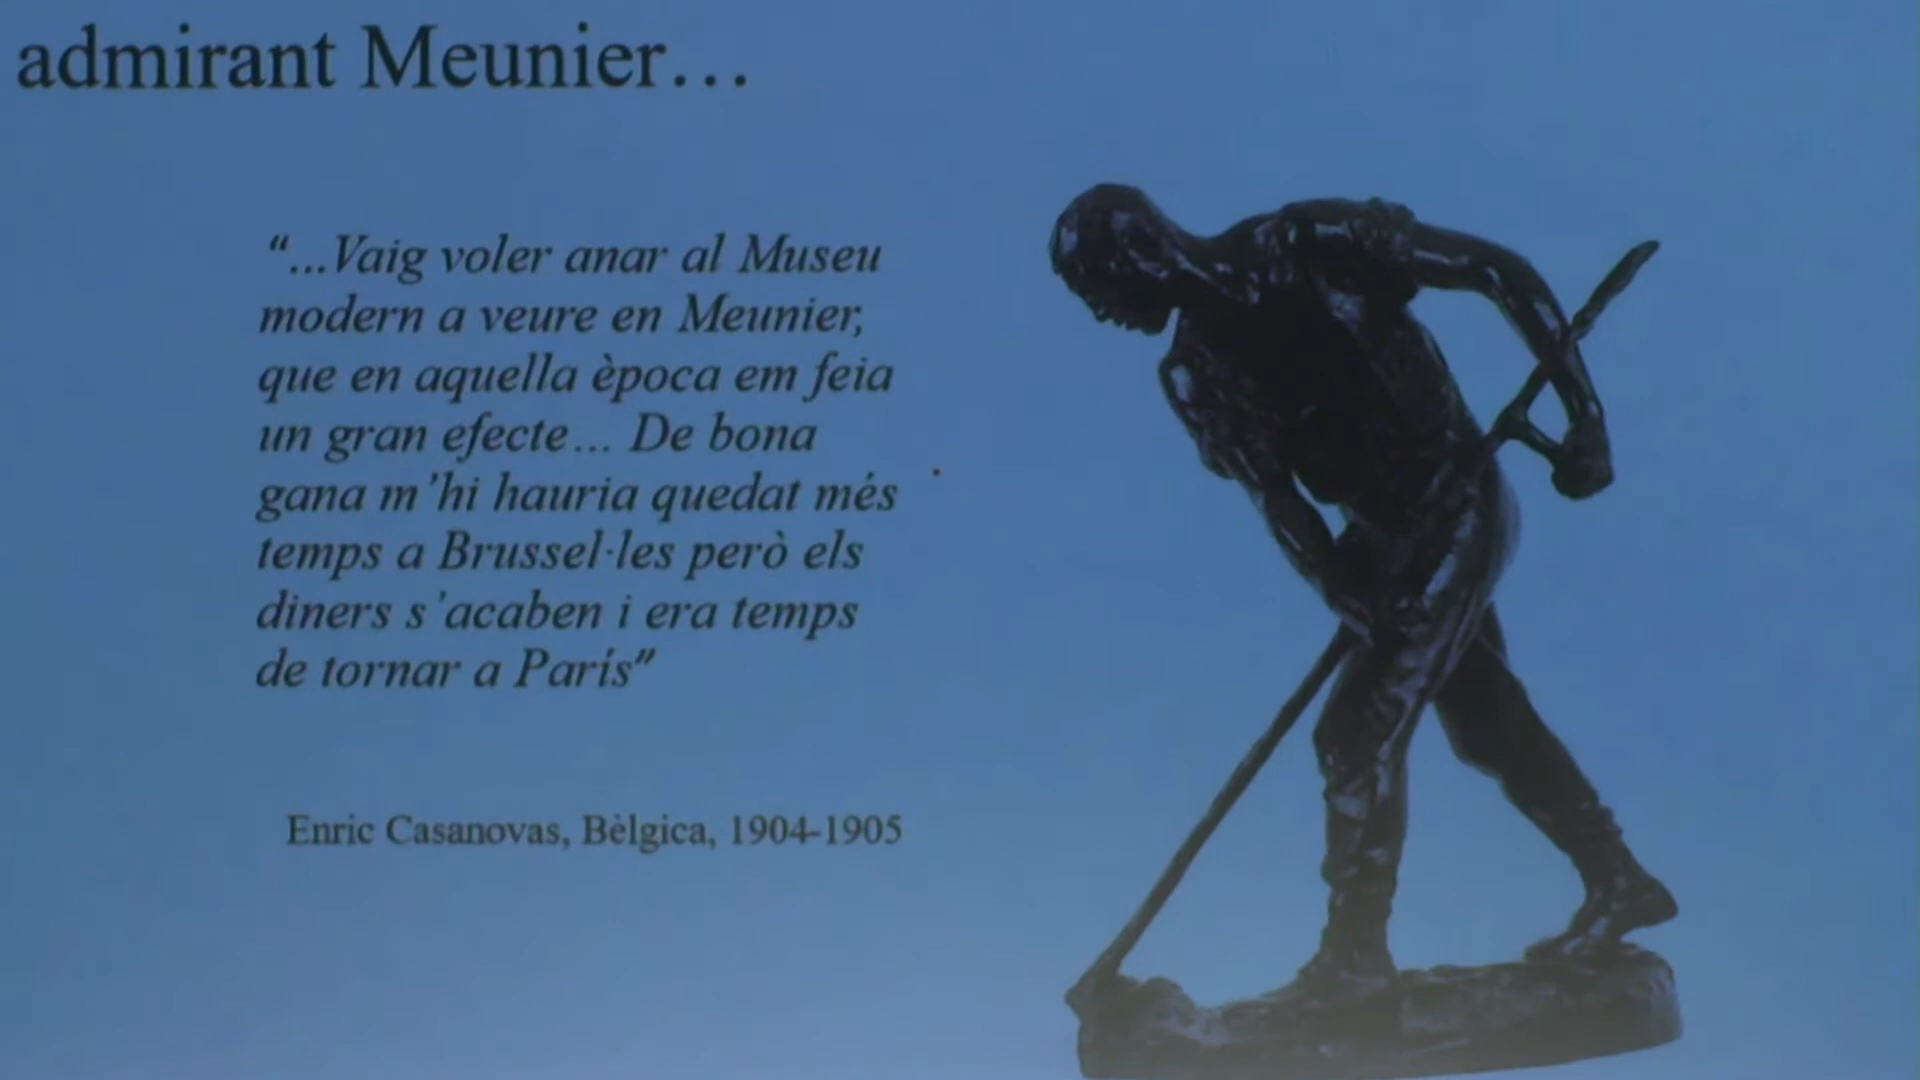 admirant Meunier…
“...Vaig voler anar al Museu
modern a veure en Meunier,
que en aquella època em feia
un gran efecte... De bona
gana m’hi hauria quedat més
temps a Brussel·les però els
diners s’acaben i era temps
de tornar a París”
Enric Casanovas, Bèlgica, 1904-1905